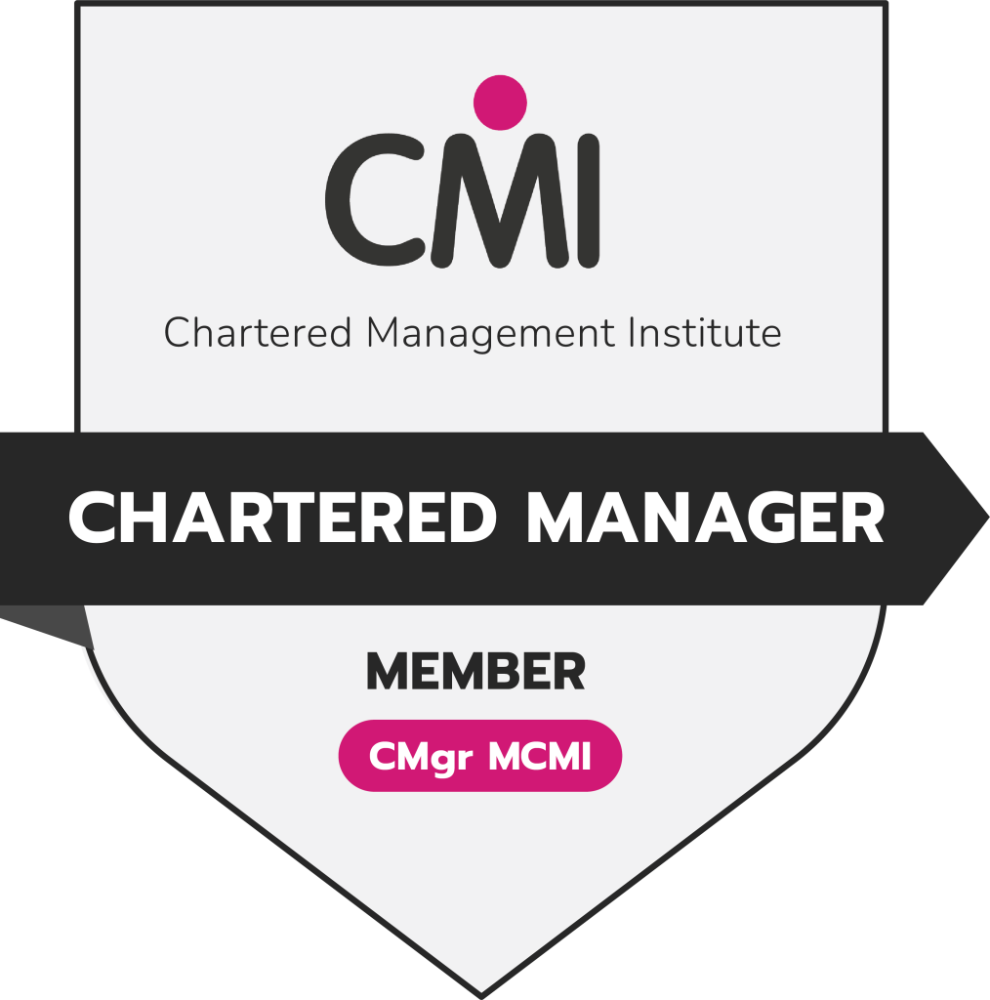 CMI
Chartered Management Institute
CHARTERED MANAGER
MEMBER
CMgr MCMI